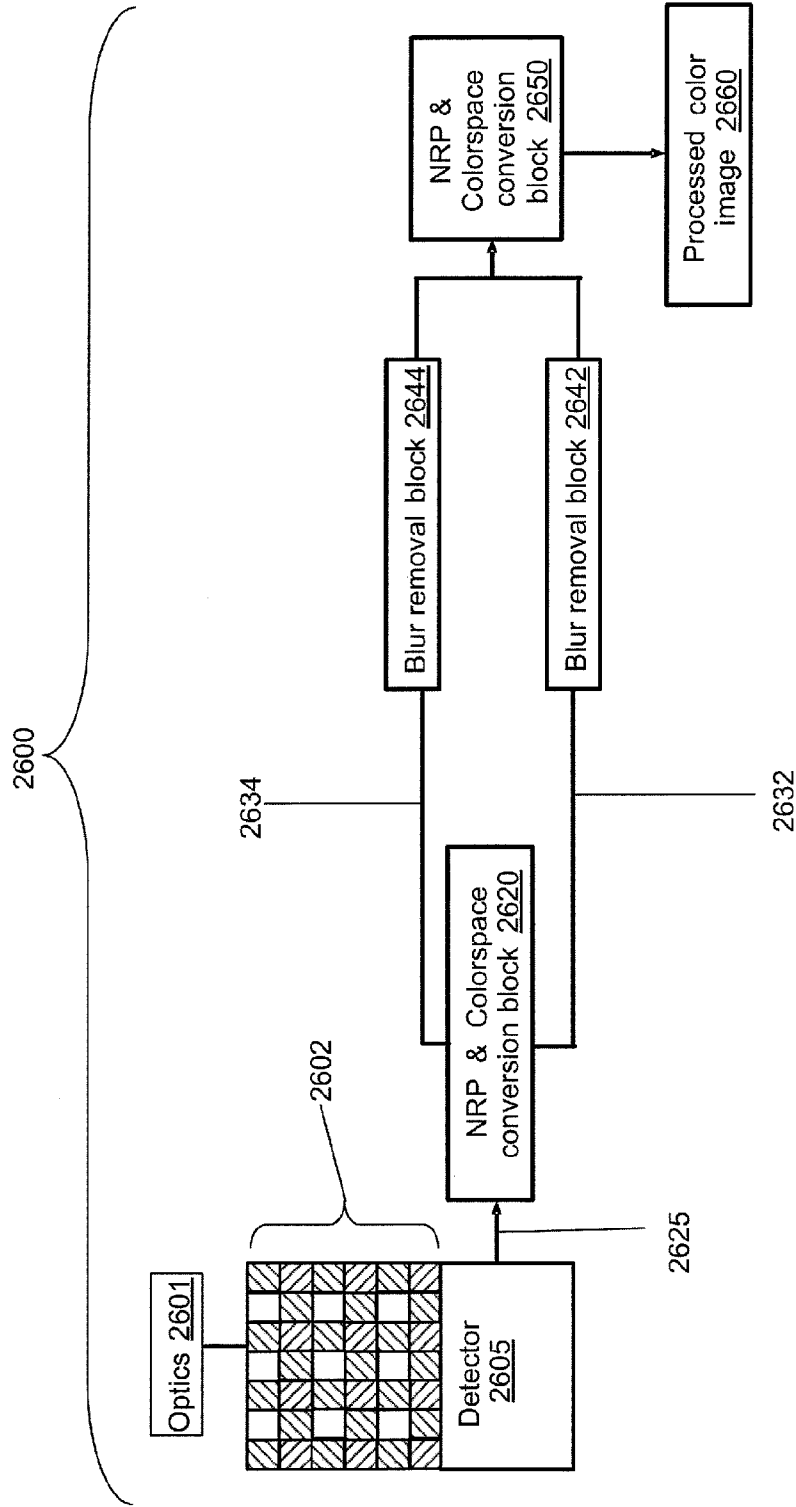 2600
Optics 2601
2602
Detector
2605
2625
NRP & Colorspace
conversion block 2620
2634
2632
Blur removal block 2644
Blur removal block 2642
NRP &
Colorspace
conversion
block 2650
Processed color
image 2660